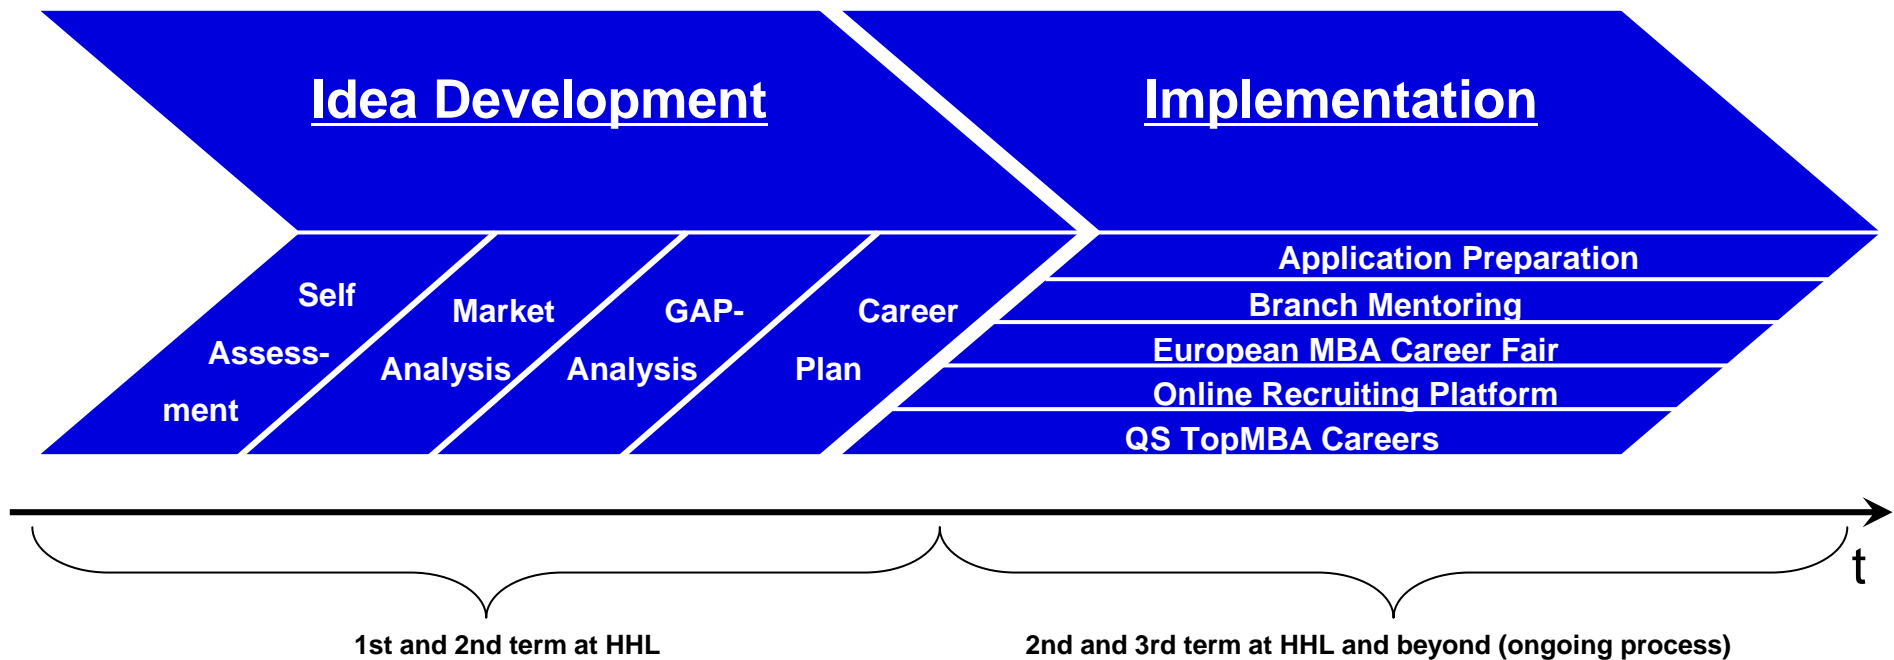 Idea Development
Implementation
Self
Assess-
ment
Market
Analysis
GAP-
Analysis
Career
Plan
Application Preparation
Branch Mentoring
European MBA Career Fair
Online Recruiting Platform
QS TopMBA Careers
t
1st and 2nd term at HHL
2nd and 3rd term at HHL and beyond (ongoing process)